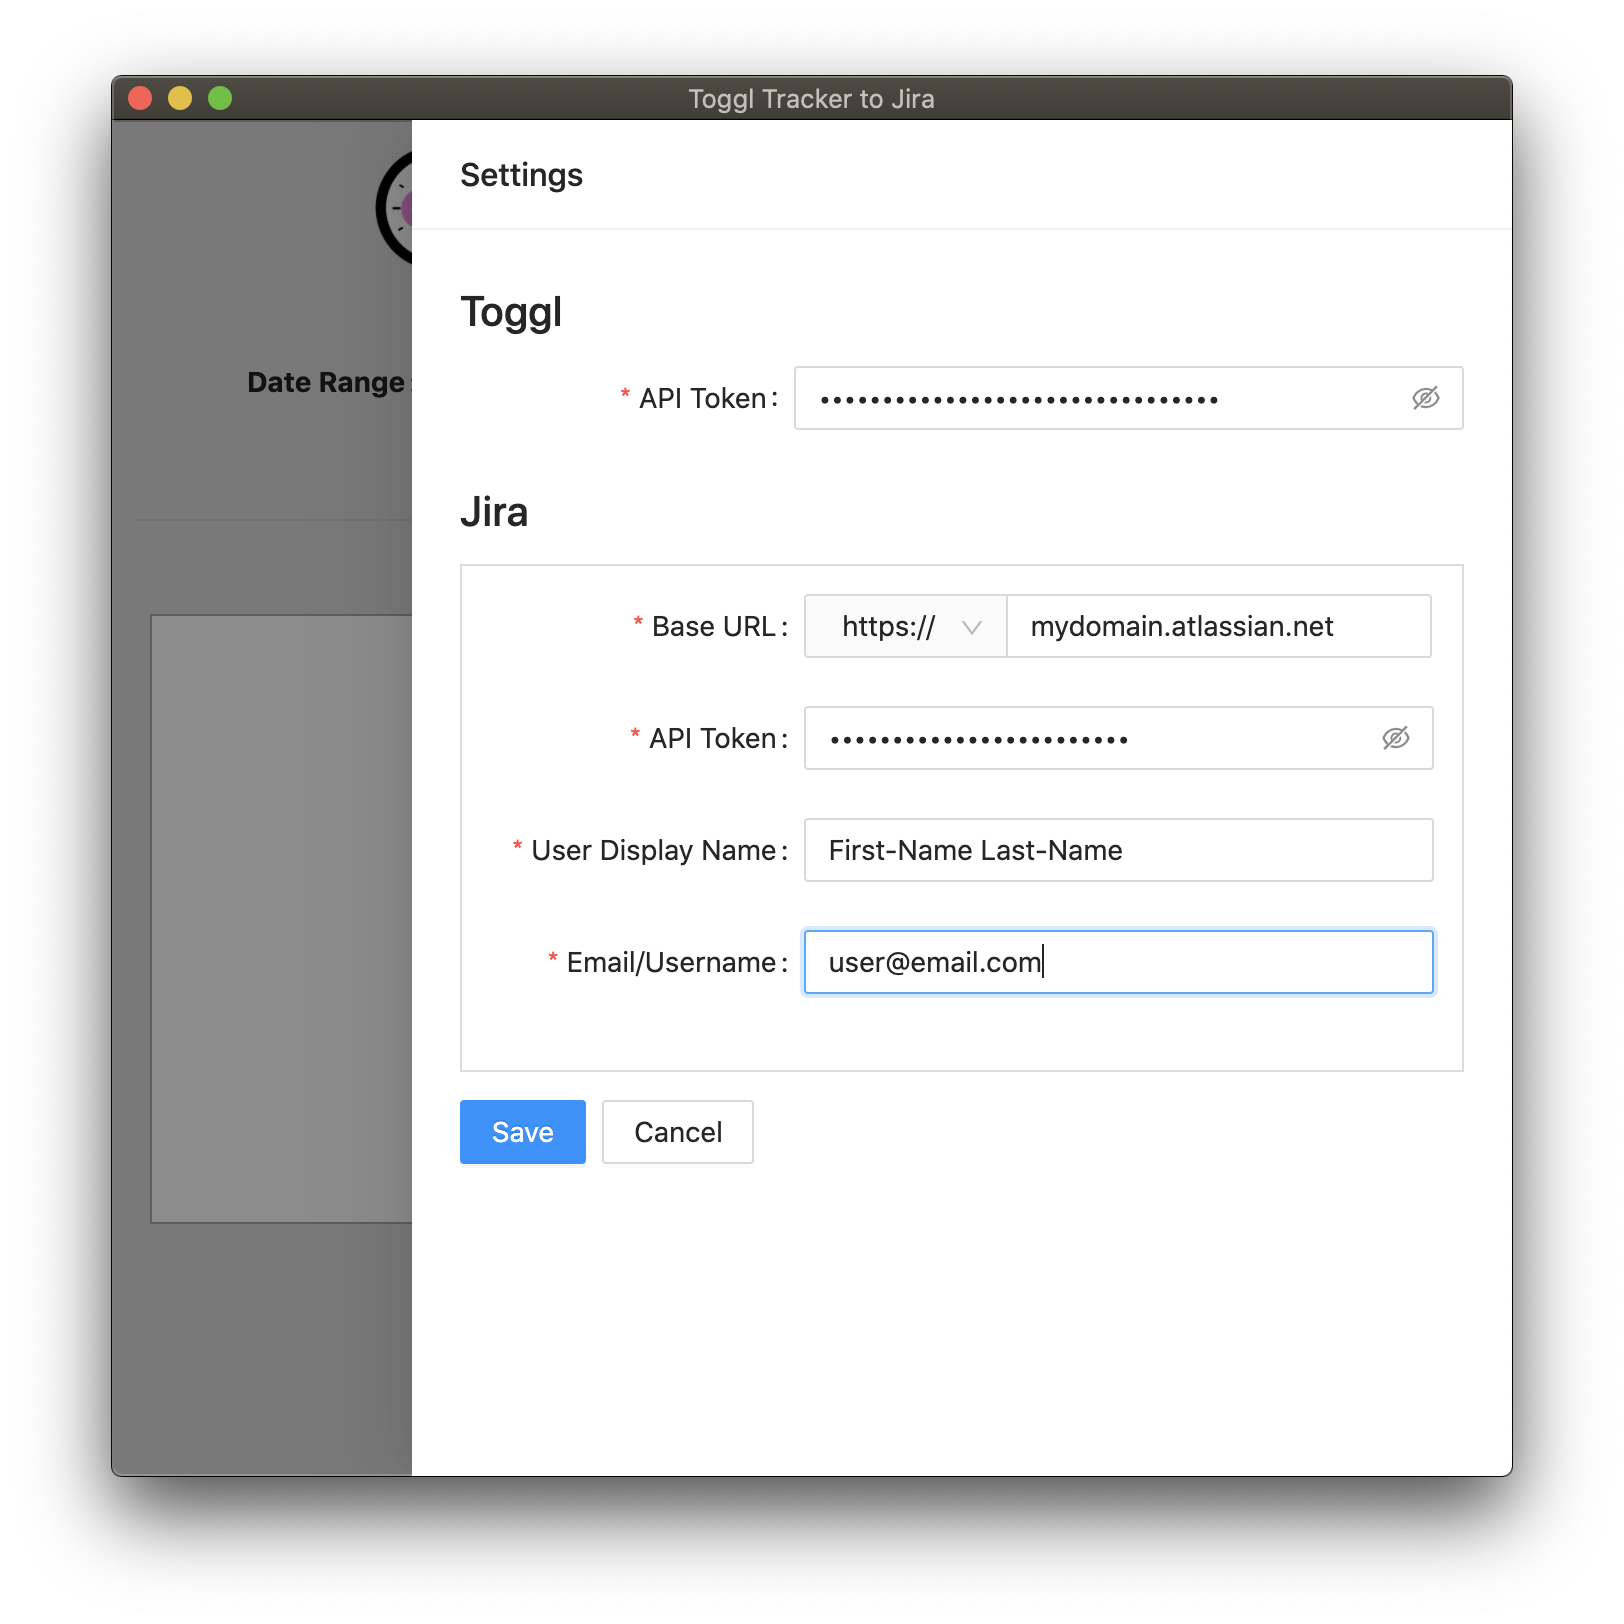 Toggl Tracker to Jira
Settings
Date Range:
Toggl
* API Token: ••••••••••••••••••••••••••••••••
Jira
* Base URL: https:// mydomain.atlassian.net
* API Token: ••••••••••••••••••••••••
* User Display Name: First-Name Last-Name
* Email/Username: user@email.com
Save Cancel